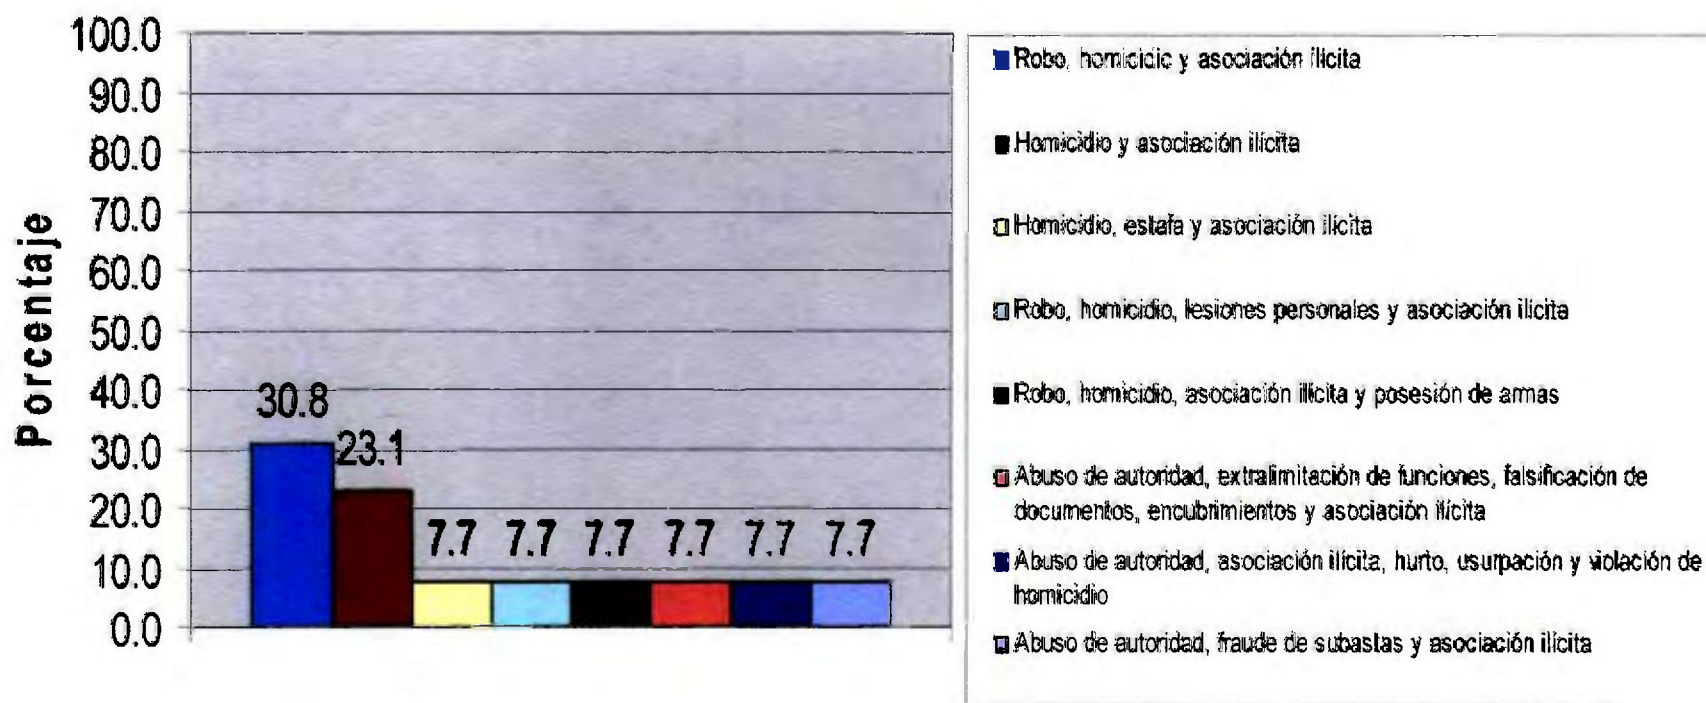 100.0
90.0
80.0
70.0
60.0
50.0
40.0
30.0
20.0
10.0
0.0
Porcentaje
30.8
23.1
7.7 7.7 7.7 7.7 7.7 7.7
Robo, homicidio y asociación ilícita
Homicidio y asociación ilícita
Homicidio, estafa y asociación ilícita
Robo, homicidio, lesiones personales y asociación ilicita
Robo, homicidio, asociación ilícita y posesión de armas
Abuso de autoridad, extralimitación de funciones, falsificación de
documentos, encubrimientos y asociación ilícita
Abuso de autoridad, asociación ilícita, hurto, usurpación y violación de
homicidio
Abuso de autoridad, fraude de subastas y asociación ilícita